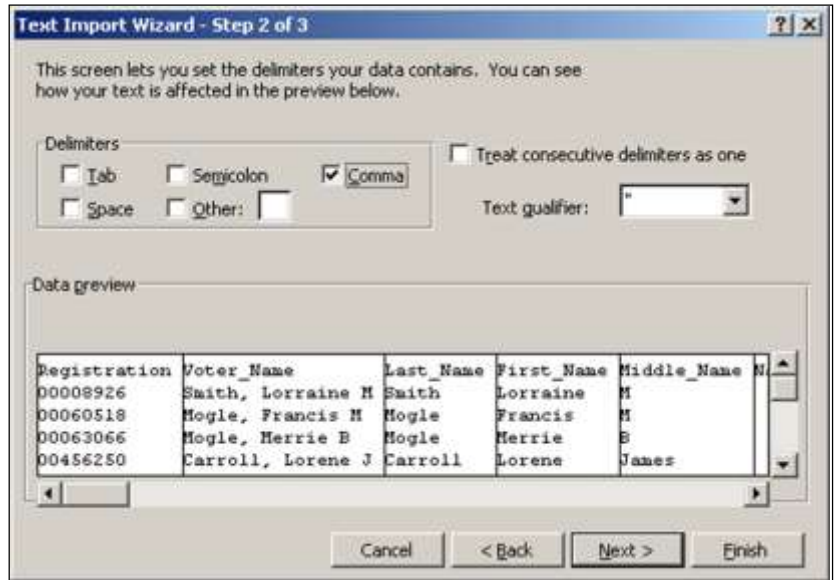 Text Import Wizard - Step 2 of 3
This screen lets you set the delimiters your data contains. You can see
how your text is affected in the preview below.
Delimiters
Tab Semicolon Comma
Space Other:
Treat consecutive delimiters as one
Text qualifier: "
Data preview
Registration Voter_Name Last_Name First_Name Middle_Name
00008926 Smith, Lorraine M Smith Lorraine M
00060518 Mogle, Francis M Mogle Francis M
00063066 Mogle, Merrie B Mogle Merrie B
00456250 Carroll, Lorene J Carroll Lorene James
Cancel < Back Next > Finish